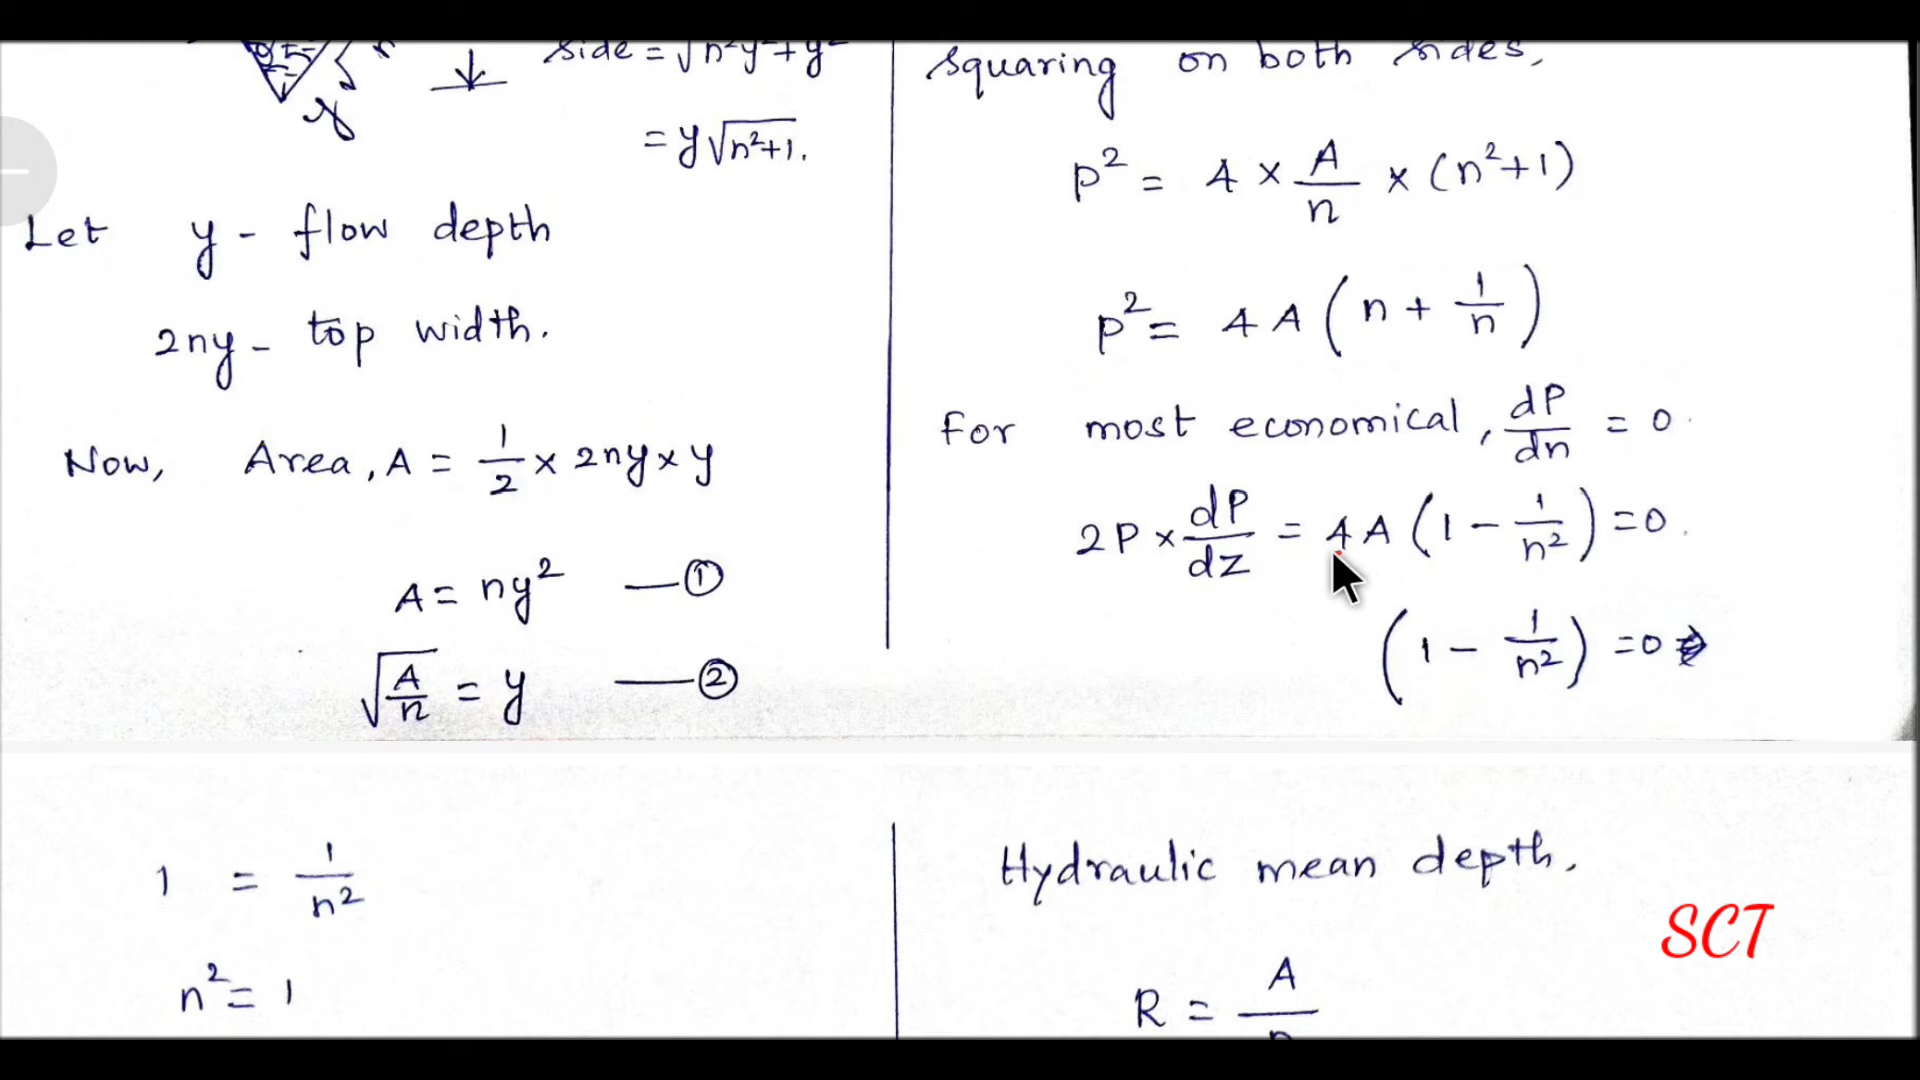 side = √n²y²+y²
= y√n²+1.
Let y - flow depth
2ny - top width.
Now, Area, A = 1/2 × 2ny × y
A = ny² —①
√A/n = y —②
squaring on both sides,
P² = 4 × A/n × (n²+1)
P² = 4A (n + 1/n)
For most economical, dP/dn = 0.
2P × dP/dz = 4A (1 - 1/n²) = 0.
(1 - 1/n²) = 0
1 = 1/n²
n² = 1
Hydraulic mean depth.
R = A/
SCT